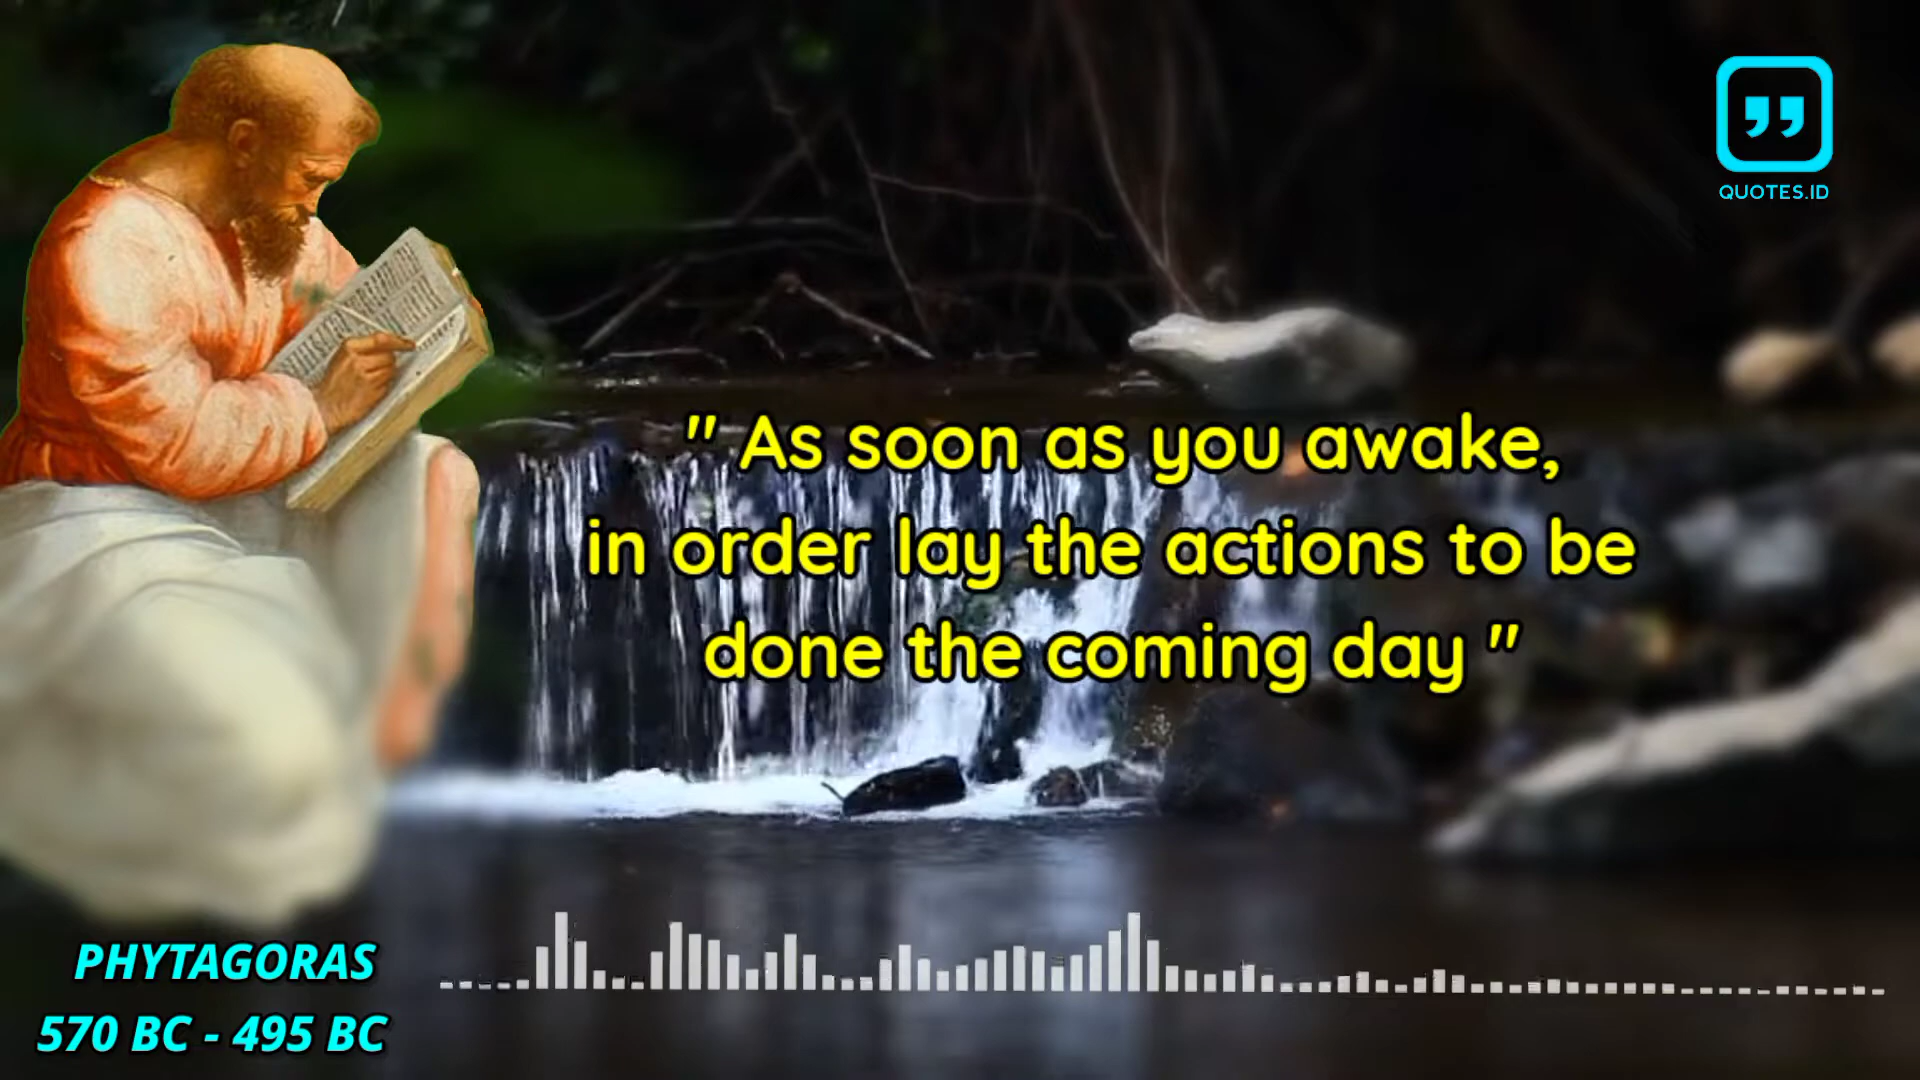 QUOTES.ID
" As soon as you awake,
in order lay the actions to be
done the coming day "
PHYTAGORAS
570 BC - 495 BC